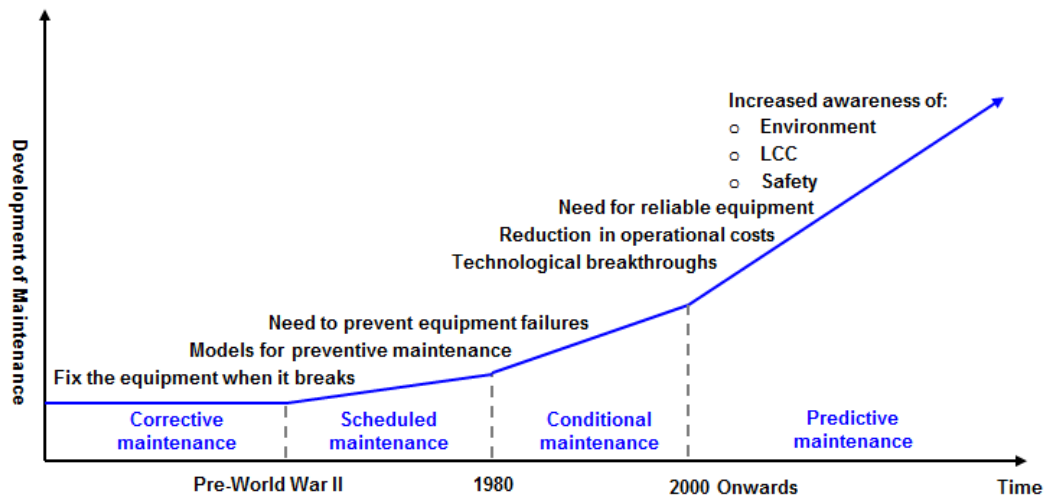 Increased awareness of:
o Environment
o LCC
o Safety
Need for reliable equipment
Reduction in operational costs
Technological breakthroughs
Need to prevent equipment failures
Models for preventive maintenance
Fix the equipment when it breaks
Development of Maintenance
Corrective
maintenance
Scheduled
maintenance
Conditional
maintenance
Predictive
maintenance
Pre-World War II
1980
2000 Onwards
Time